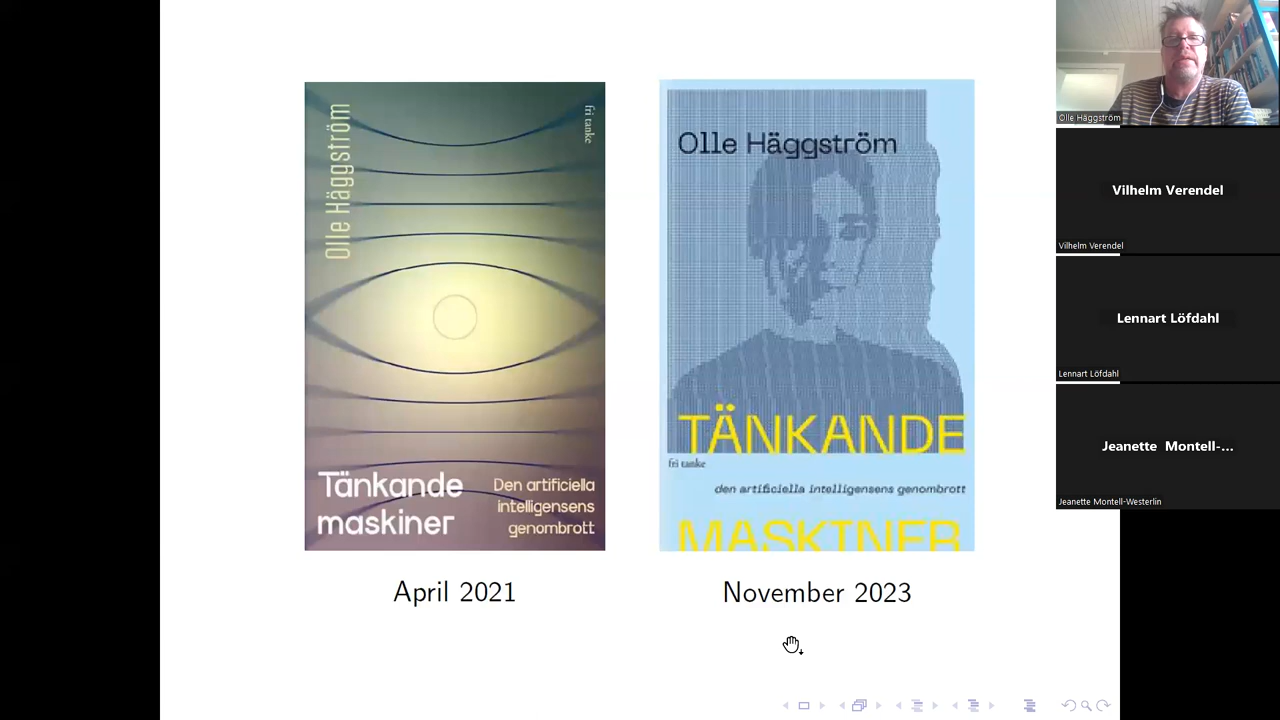 Olle Häggström
fri tanke
Tänkande
maskiner
Den artificiella
intelligensens
genombrott
April 2021
Olle Häggström
TÄNKANDE
fri tanke
den artificiella intelligensens genombrott
MASKINER
November 2023
Olle Häggström
Vilhelm Verendel
Vilhelm Verendel
Lennart Löfdahl
Lennart Löfdahl
Jeanette Montell-...
Jeanette Montell-Westerlin